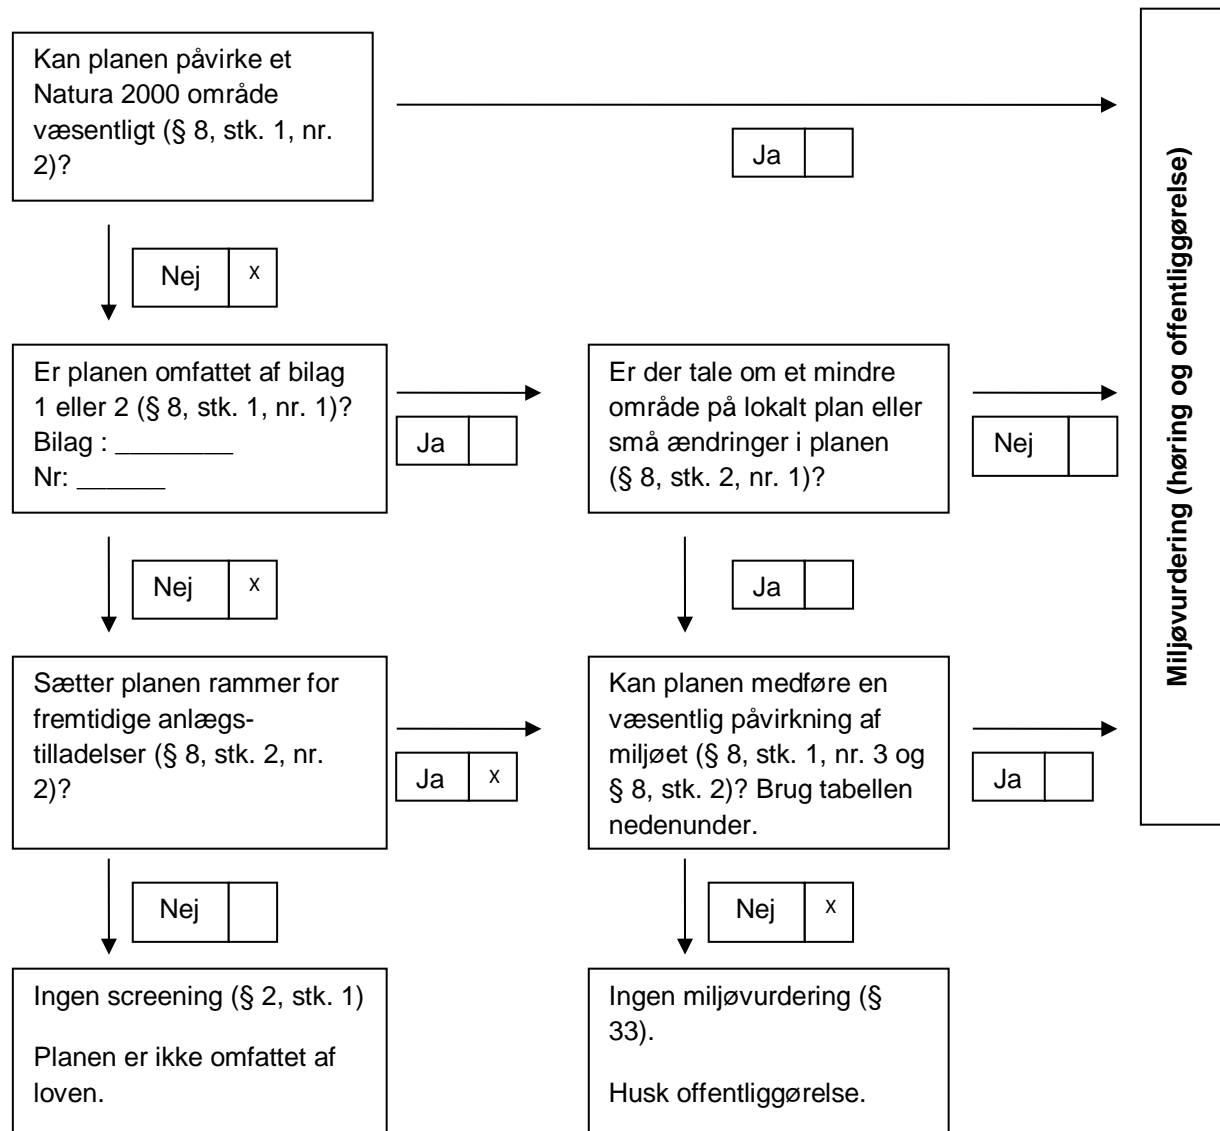 Kan planen påvirke et
Natura 2000 område
væsentligt (§ 8, stk. 1, nr.
2)?
Ja
Nej x
Er planen omfattet af bilag
1 eller 2 (§ 8, stk. 1, nr. 1)?
Bilag : ________
Nr: ______
Ja
Er der tale om et mindre
område på lokalt plan eller
små ændringer i planen
(§ 8, stk. 2, nr. 1)?
Nej
Nej x
Ja
Sætter planen rammer for
fremtidige anlægs-
tilladelser (§ 8, stk. 2, nr.
2)?
Ja x
Kan planen medføre en
væsentlig påvirkning af
miljøet (§ 8, stk. 1, nr. 3 og
§ 8, stk. 2)? Brug tabellen
nedenunder.
Ja
Nej
Nej x
Ingen screening (§ 2, stk. 1)
Planen er ikke omfattet af
loven.
Ingen miljøvurdering (§
33).
Husk offentliggørelse.
Miljøvurdering (høring og offentliggørelse)